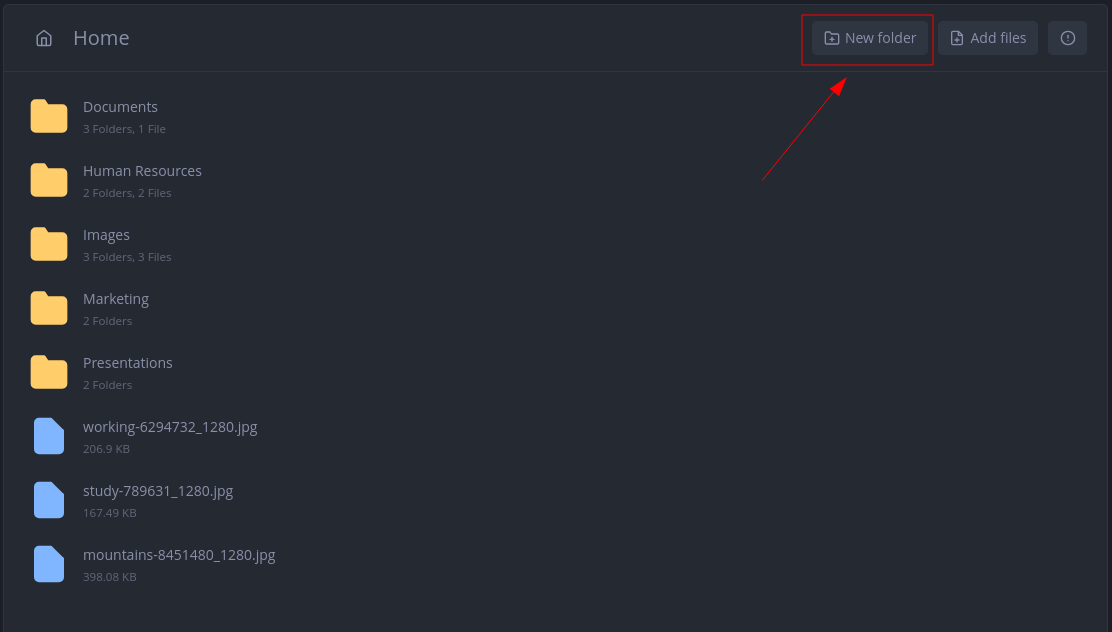 Home
New folder
Add files
Documents
3 Folders, 1 File
Human Resources
2 Folders, 2 Files
Images
3 Folders, 3 Files
Marketing
2 Folders
Presentations
2 Folders
working-6294732_1280.jpg
206.9 KB
study-789631_1280.jpg
167.49 KB
mountains-8451480_1280.jpg
398.08 KB